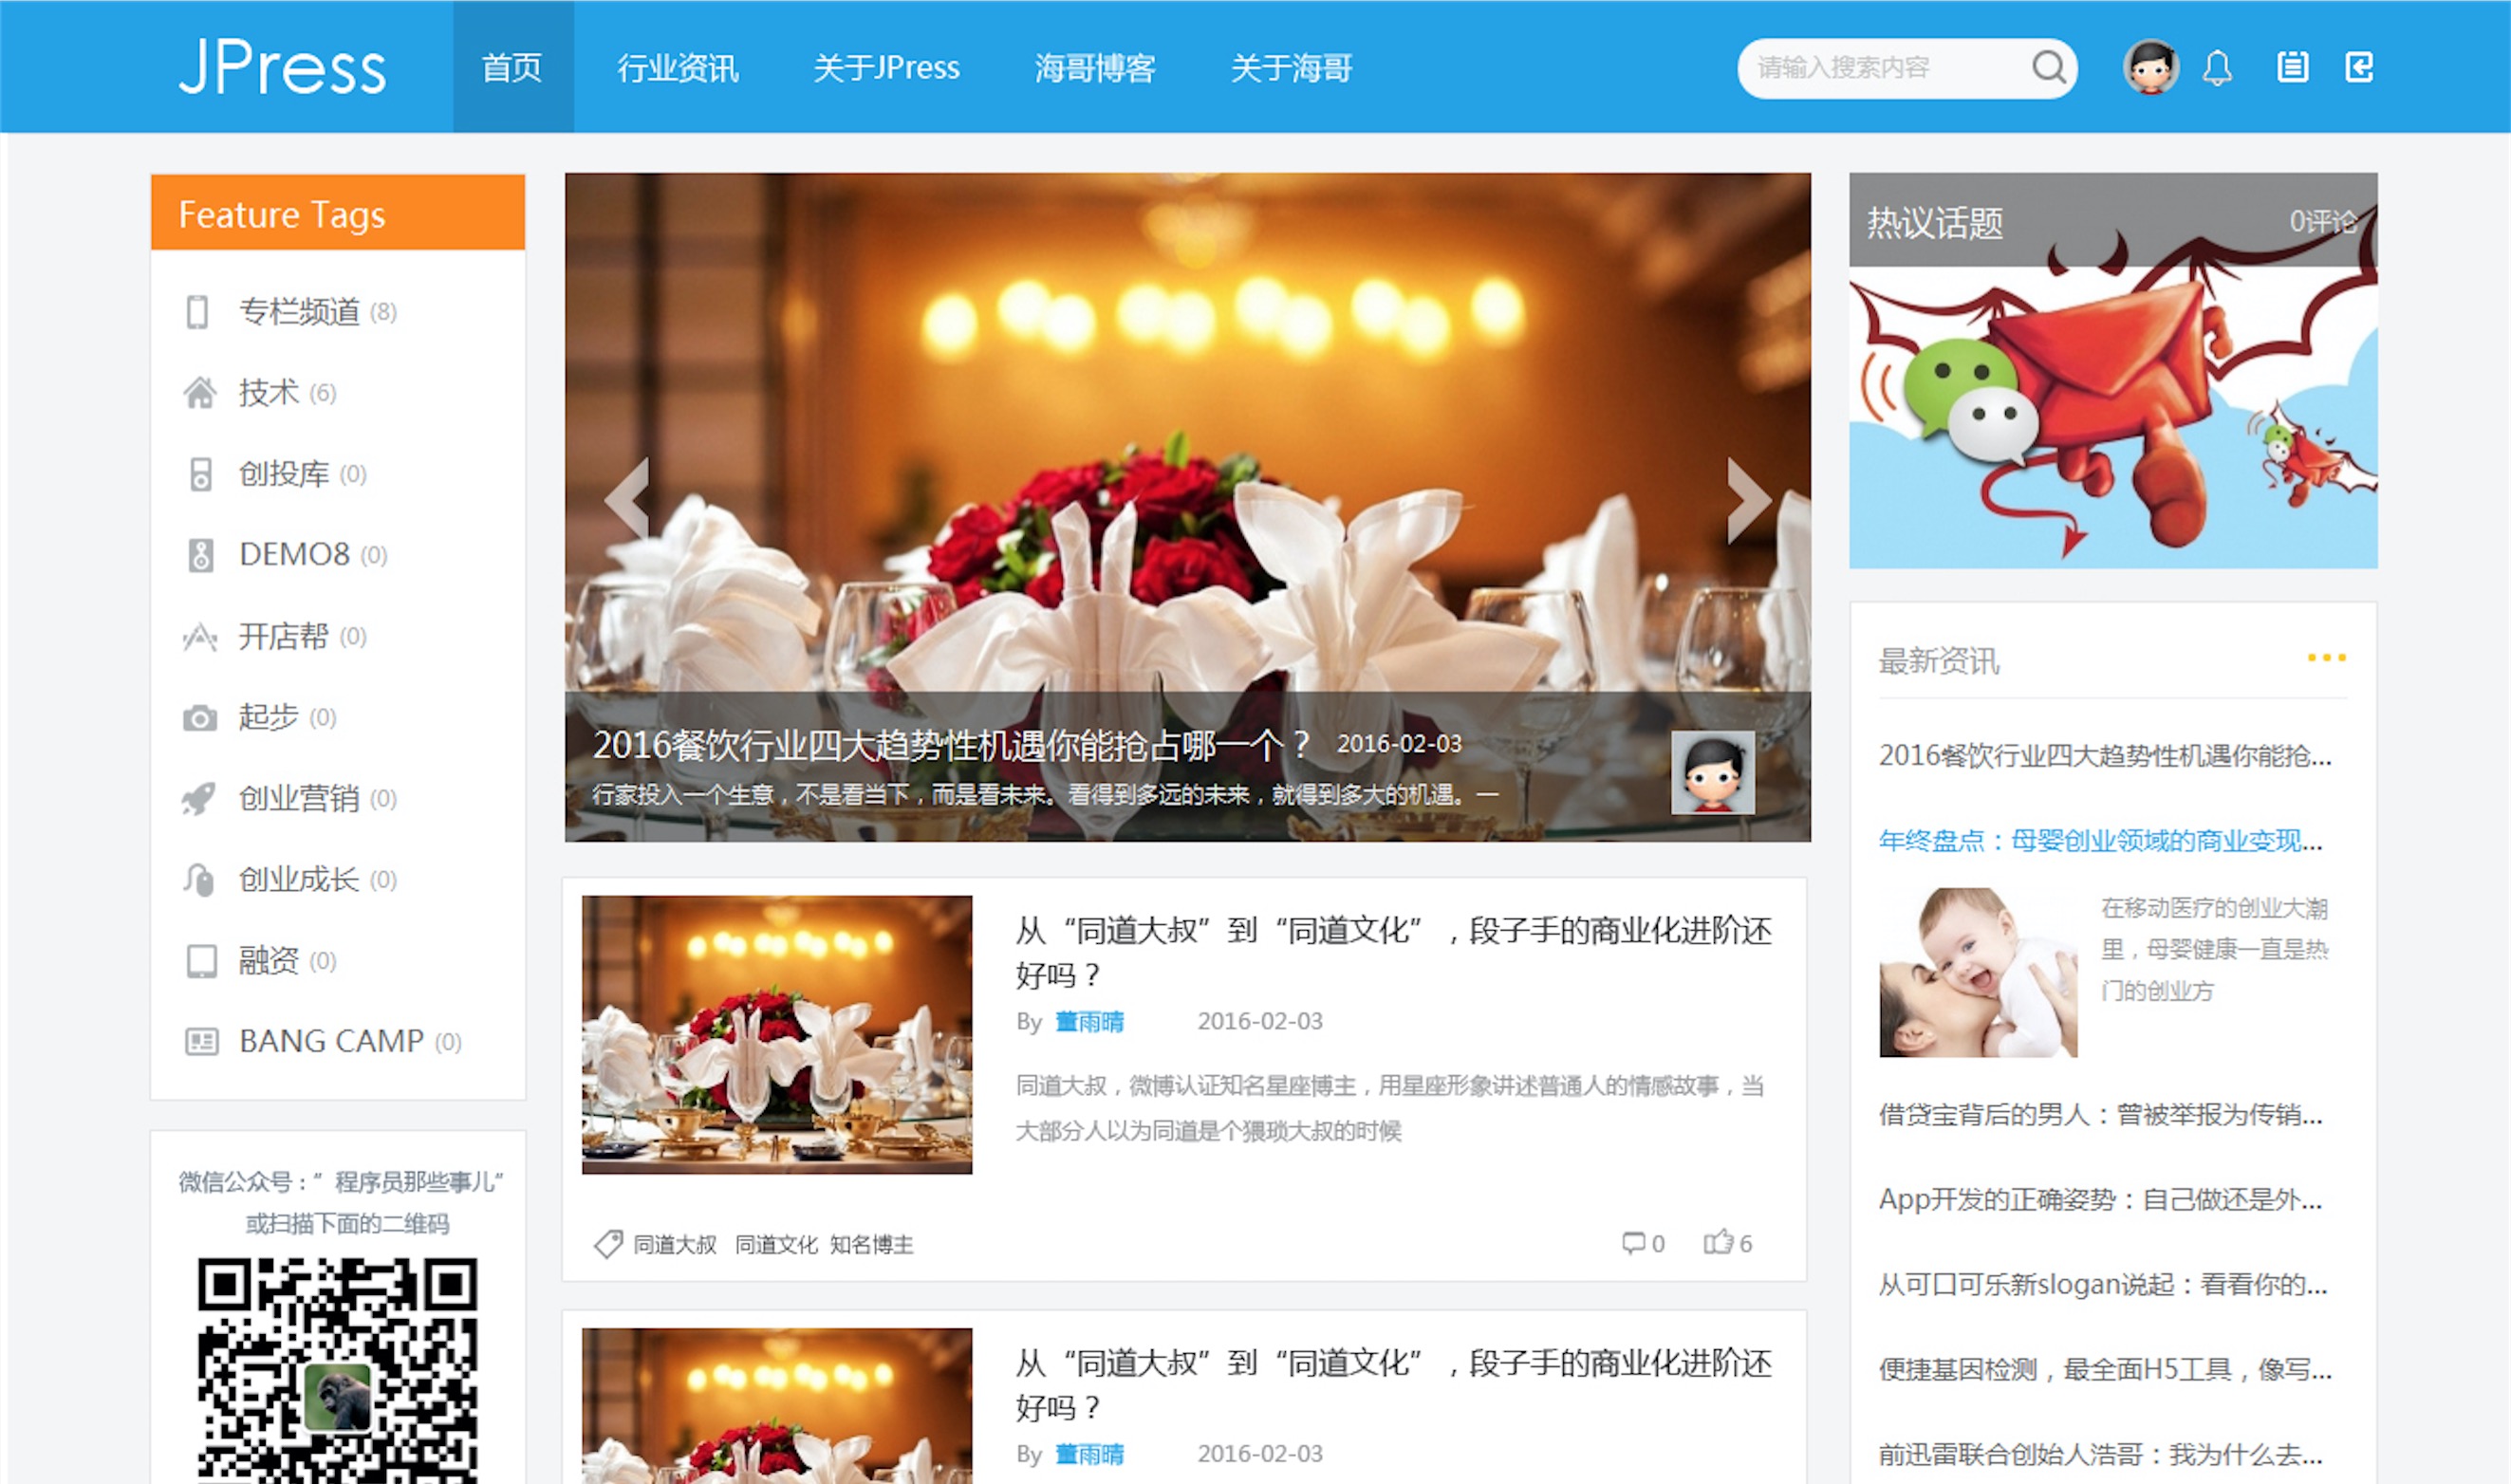 JPress
首页
行业资讯
关于JPress
海哥博客
关于海哥
请输入搜索内容
Feature Tags
专栏频道 (8)
技术 (6)
创投库 (0)
DEMO8 (0)
开店帮 (0)
起步 (0)
创业营销 (0)
创业成长 (0)
融资 (0)
BANG CAMP (0)
微信公众号：”程序员那些事儿“
或扫描下面的二维码
2016餐饮行业四大趋势性机遇你能抢占哪一个？ 2016-02-03
行家投入一个生意，不是看当下，而是看未来。看得到多远的未来，就得到多大的机遇。一
从“同道大叔”到“同道文化”，段子手的商业化进阶还
好吗？
By 董雨晴 2016-02-03
同道大叔，微博认证知名星座博主，用星座形象讲述普通人的情感故事，当
大部分人以为同道是个猥琐大叔的时候
同道大叔 同道文化 知名博主
0 6
从“同道大叔”到“同道文化”，段子手的商业化进阶还
好吗？
By 董雨晴 2016-02-03
热议话题 0评论
最新资讯
2016餐饮行业四大趋势性机遇你能抢...
年终盘点：母婴创业领域的商业变现...
在移动医疗的创业大潮
里，母婴健康一直是热
门的创业方
借贷宝背后的男人：曾被举报为传销...
App开发的正确姿势：自己做还是外...
从可口可乐新slogan说起：看看你的...
便捷基因检测，最全面H5工具，像写...
前迅雷联合创始人浩哥：我为什么去...